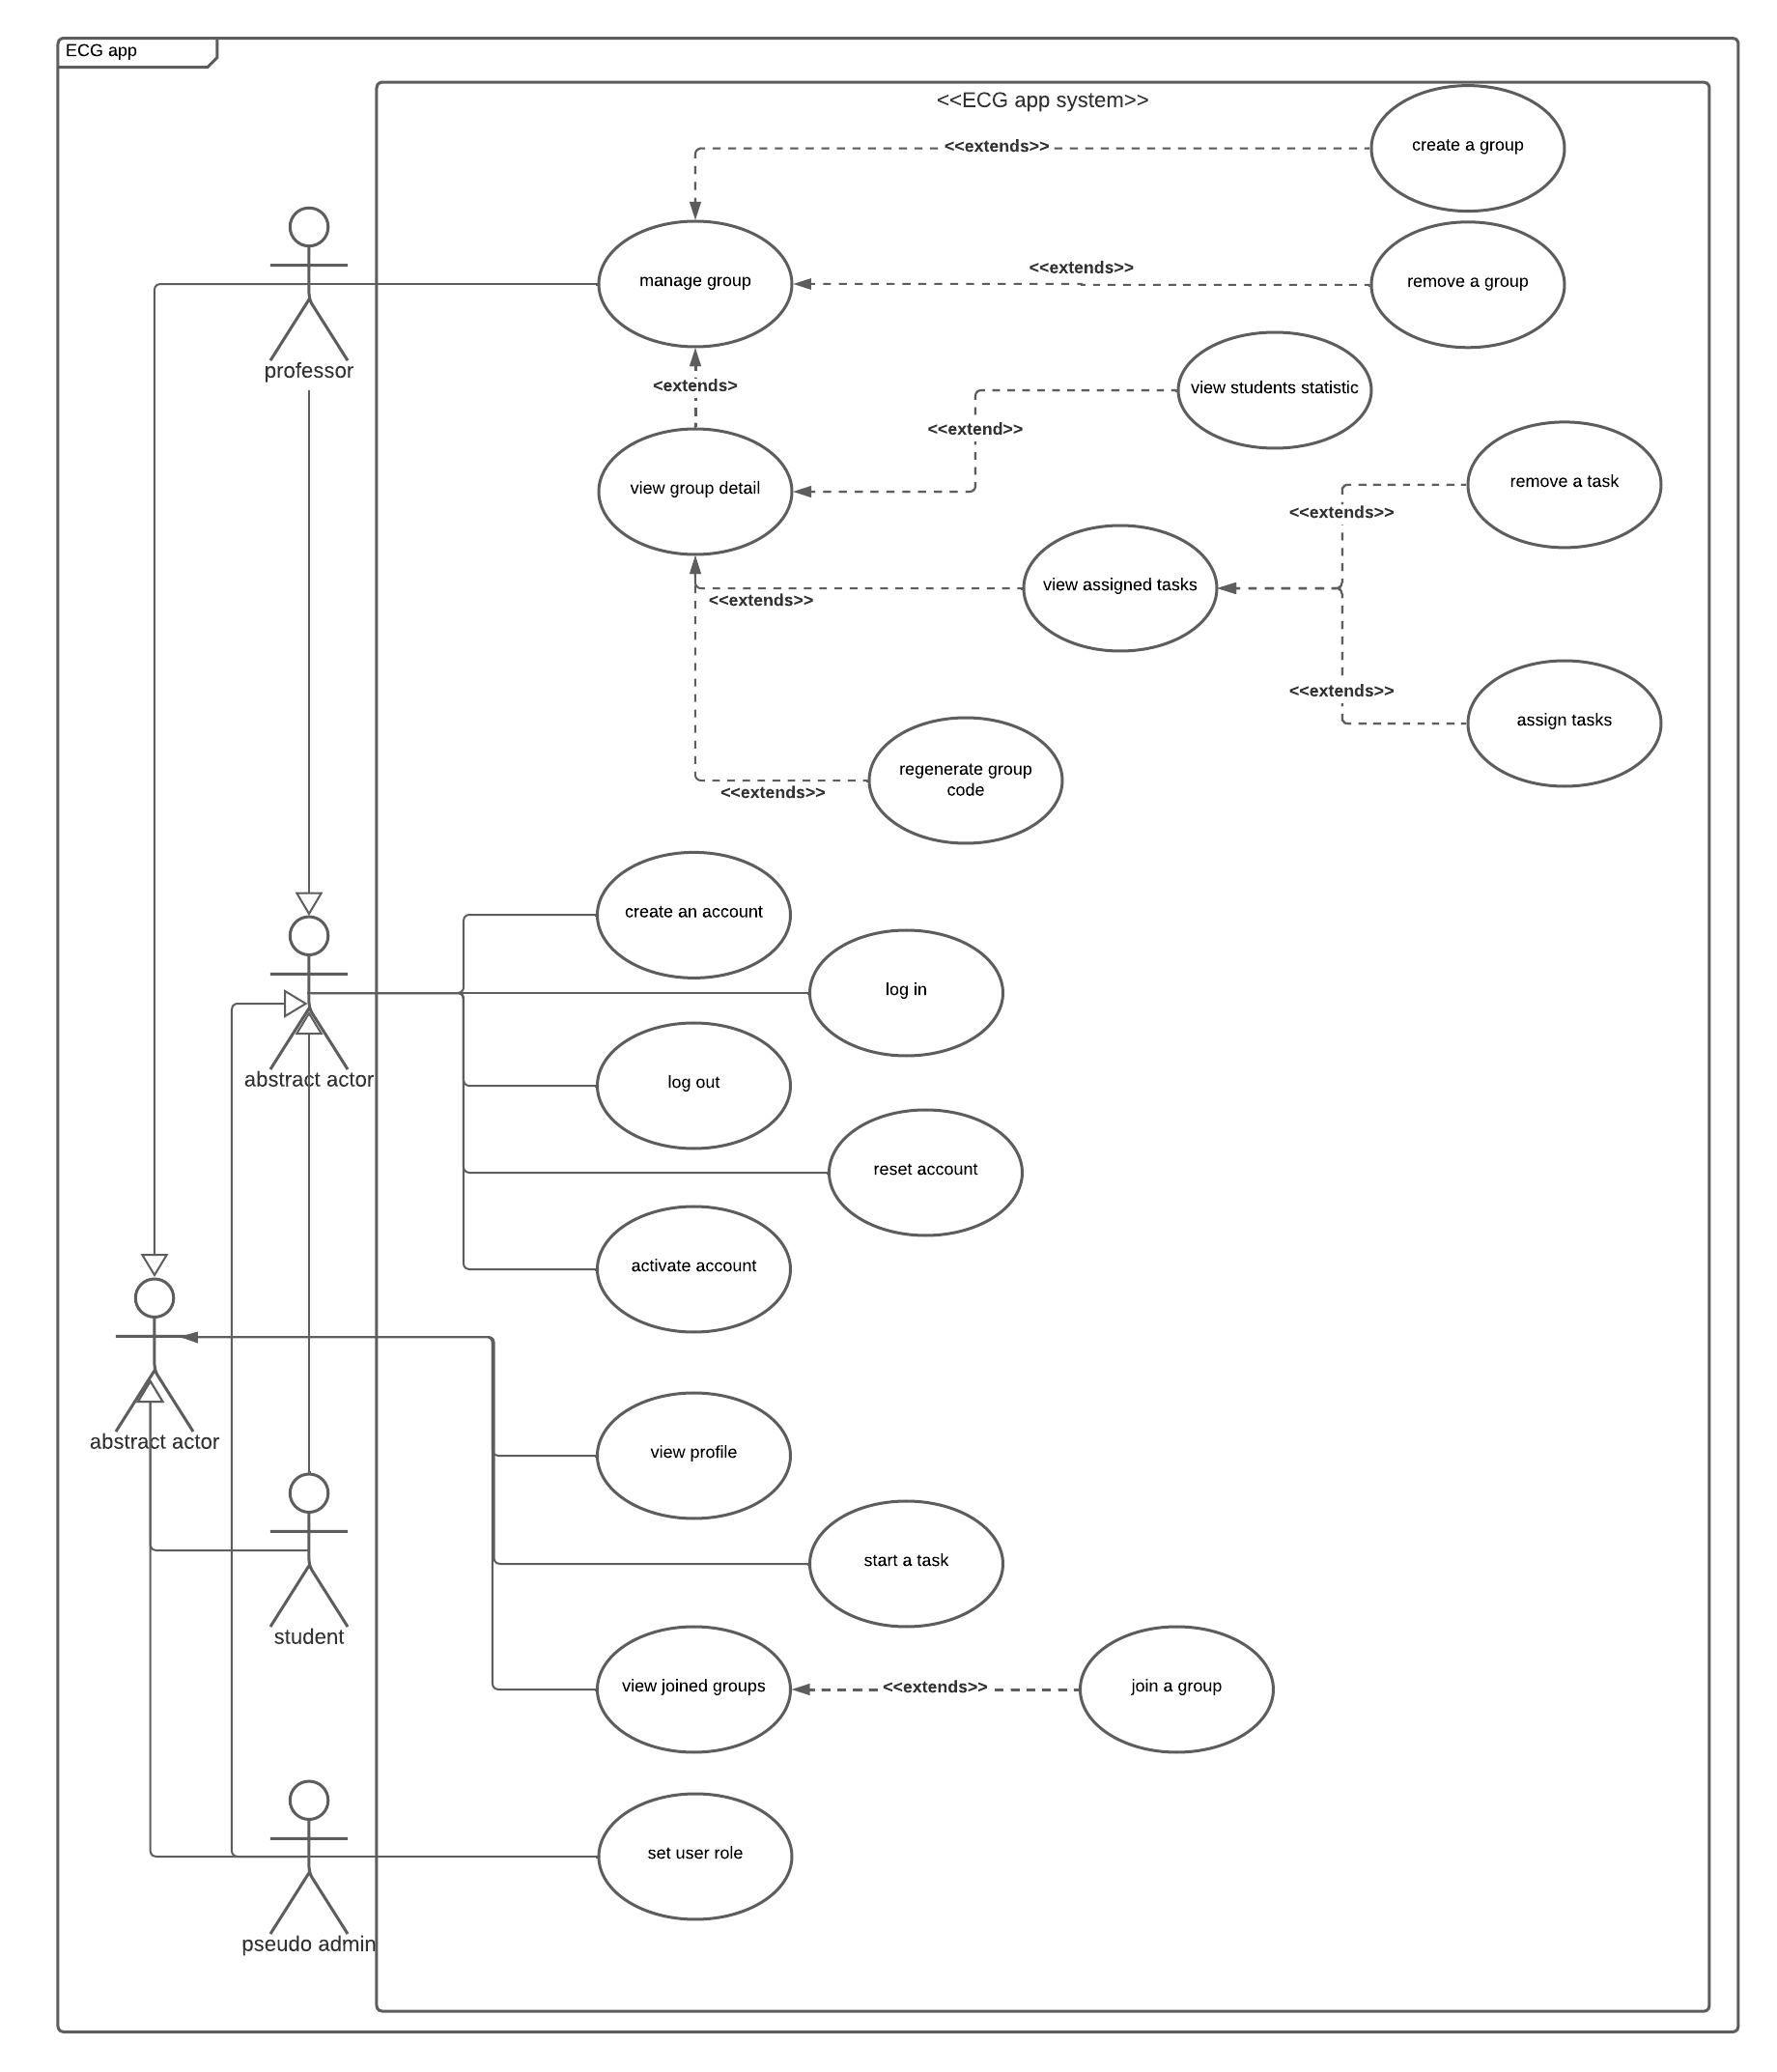 ECG app
<<ECG app system>>
create a group
<<extends>>
remove a group
<<extends>>
manage group
professor
<extends>
view students statistic
<<extend>>
view group detail
remove a task
<<extends>>
view assigned tasks
<<extends>>
<<extends>>
assign tasks
regenerate group
code
<<extends>>
create an account
log in
abstract actor
log out
reset account
activate account
abstract actor
view profile
start a task
student
view joined groups
<<extends>>
join a group
set user role
pseudo admin